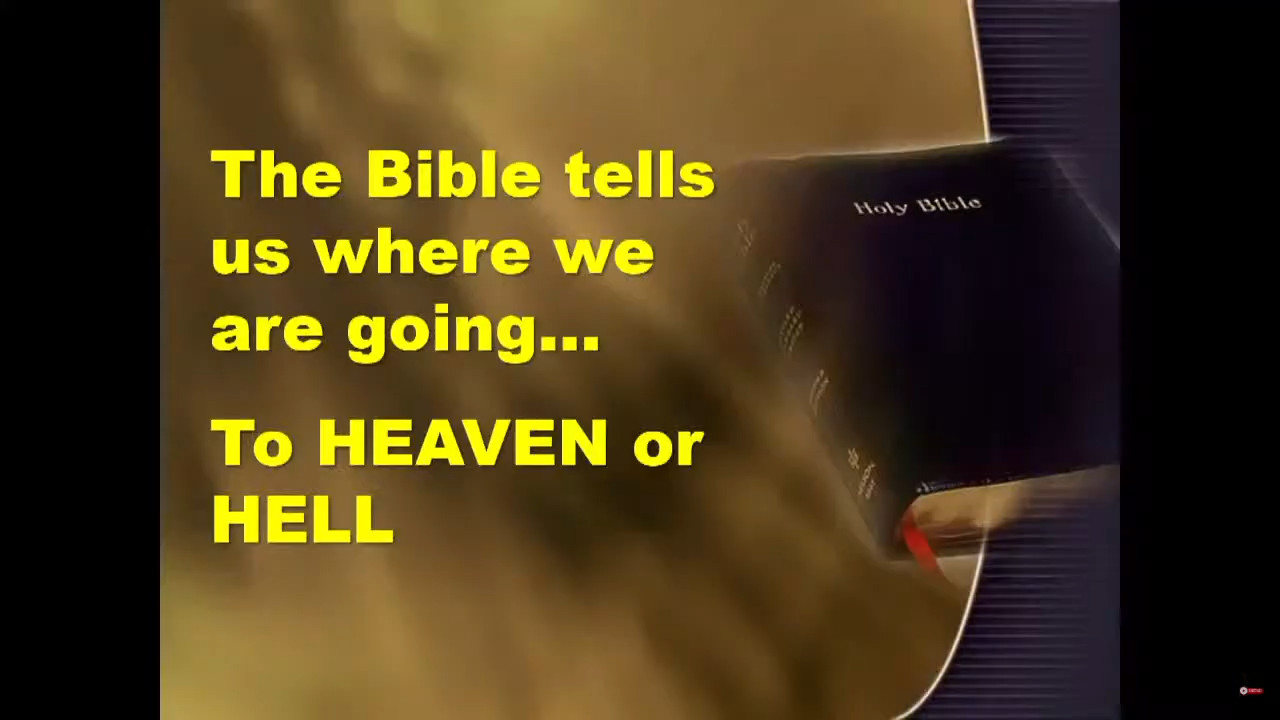 The Bible tells
us where we
are going...
To HEAVEN or
HELL
Holy Bible